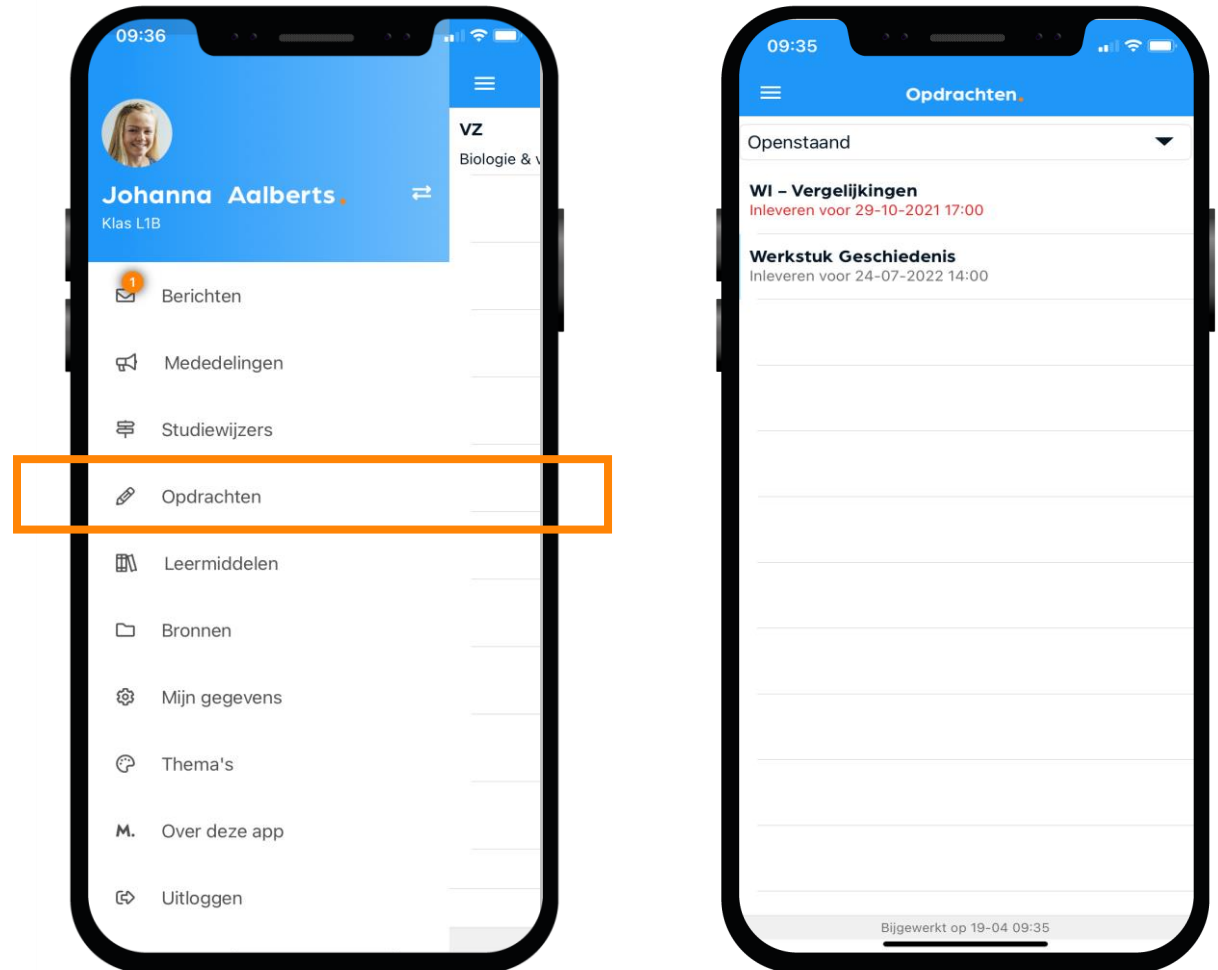 09:36
VZ
Biologie & v
Johanna Aalberts.
Klas L1B
1
Berichten
Mededelingen
Studiewijzers
Opdrachten
Leermiddelen
Bronnen
Mijn gegevens
Thema's
M. Over deze app
Uitloggen
09:35
Opdrachten.
Openstaand
WI – Vergelijkingen
Inleveren voor 29-10-2021 17:00
Werkstuk Geschiedenis
Inleveren voor 24-07-2022 14:00
Bijgewerkt op 19-04 09:35